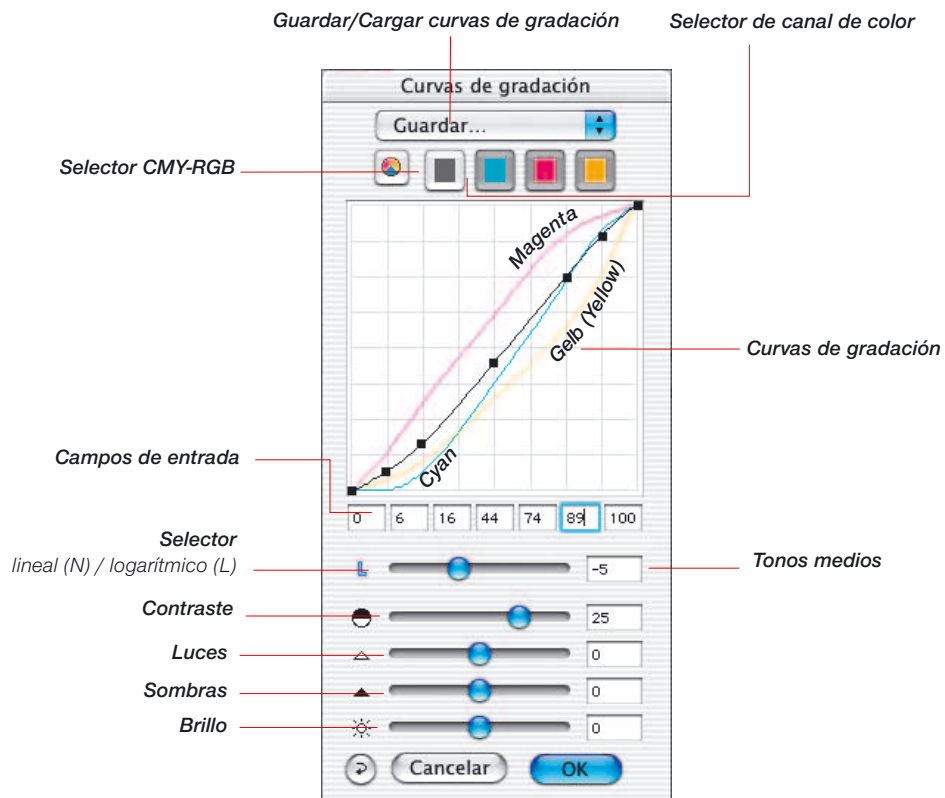 Guardar/Cargar curvas de gradación
Selector de canal de color
Curvas de gradación
Guardar...
Selector CMY-RGB
Magenta
Gelb (Yellow)
Curvas de gradación
Cyan
Campos de entrada
0 6 16 44 74 89 100
Selector
lineal (N) / logarítmico (L)
L
-5
Tonos medios
Contraste
25
Luces
0
Sombras
0
Brillo
0
Cancelar
OK